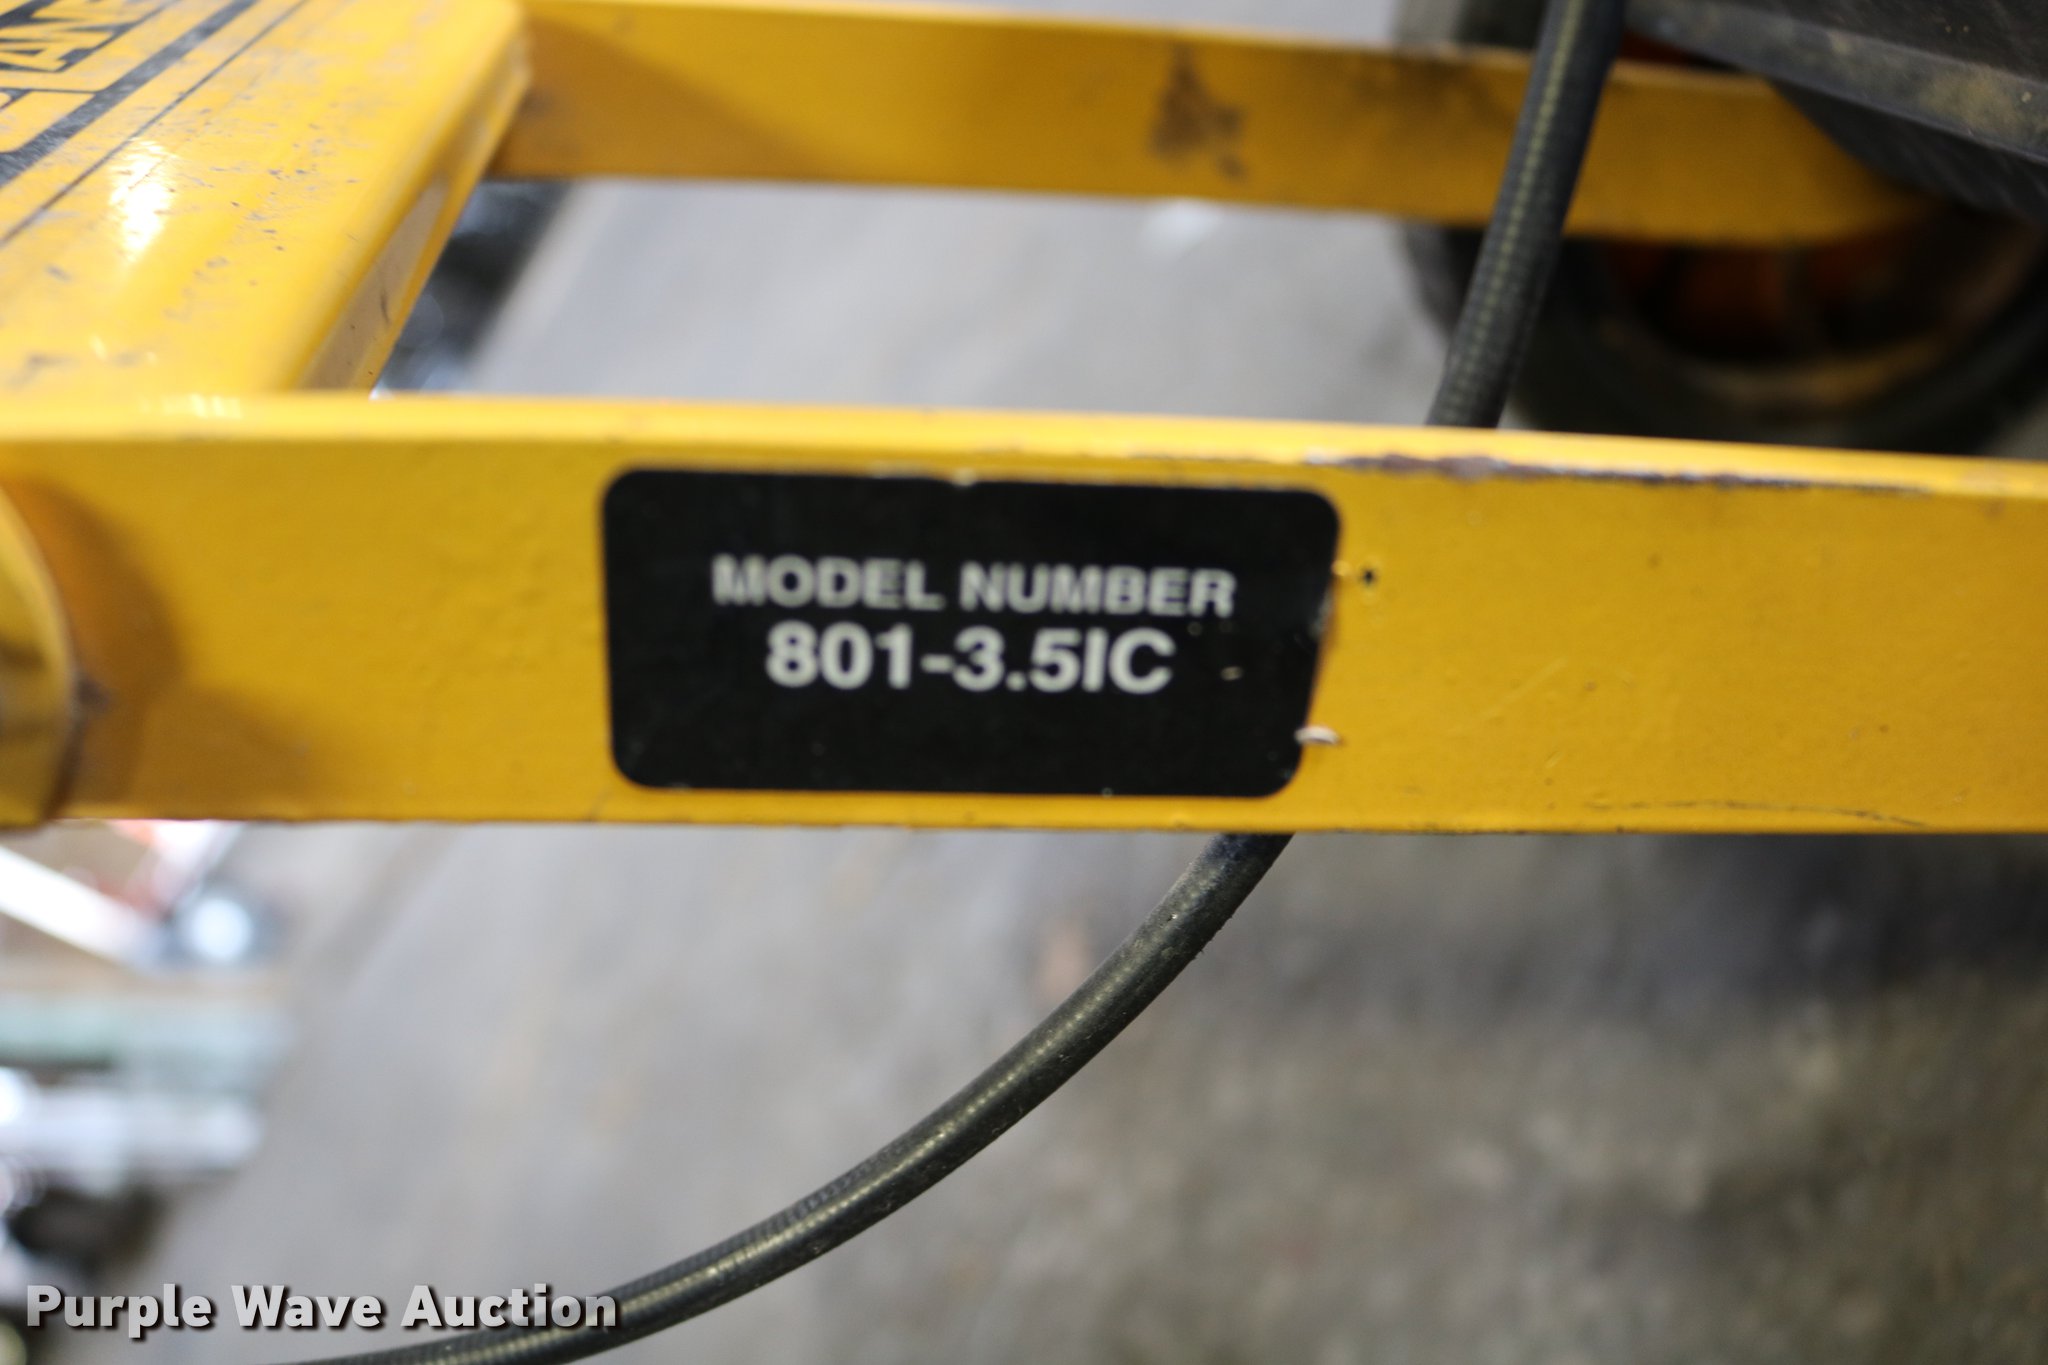 MODEL NUMBER
801-3.5IC
Purple Wave Auction